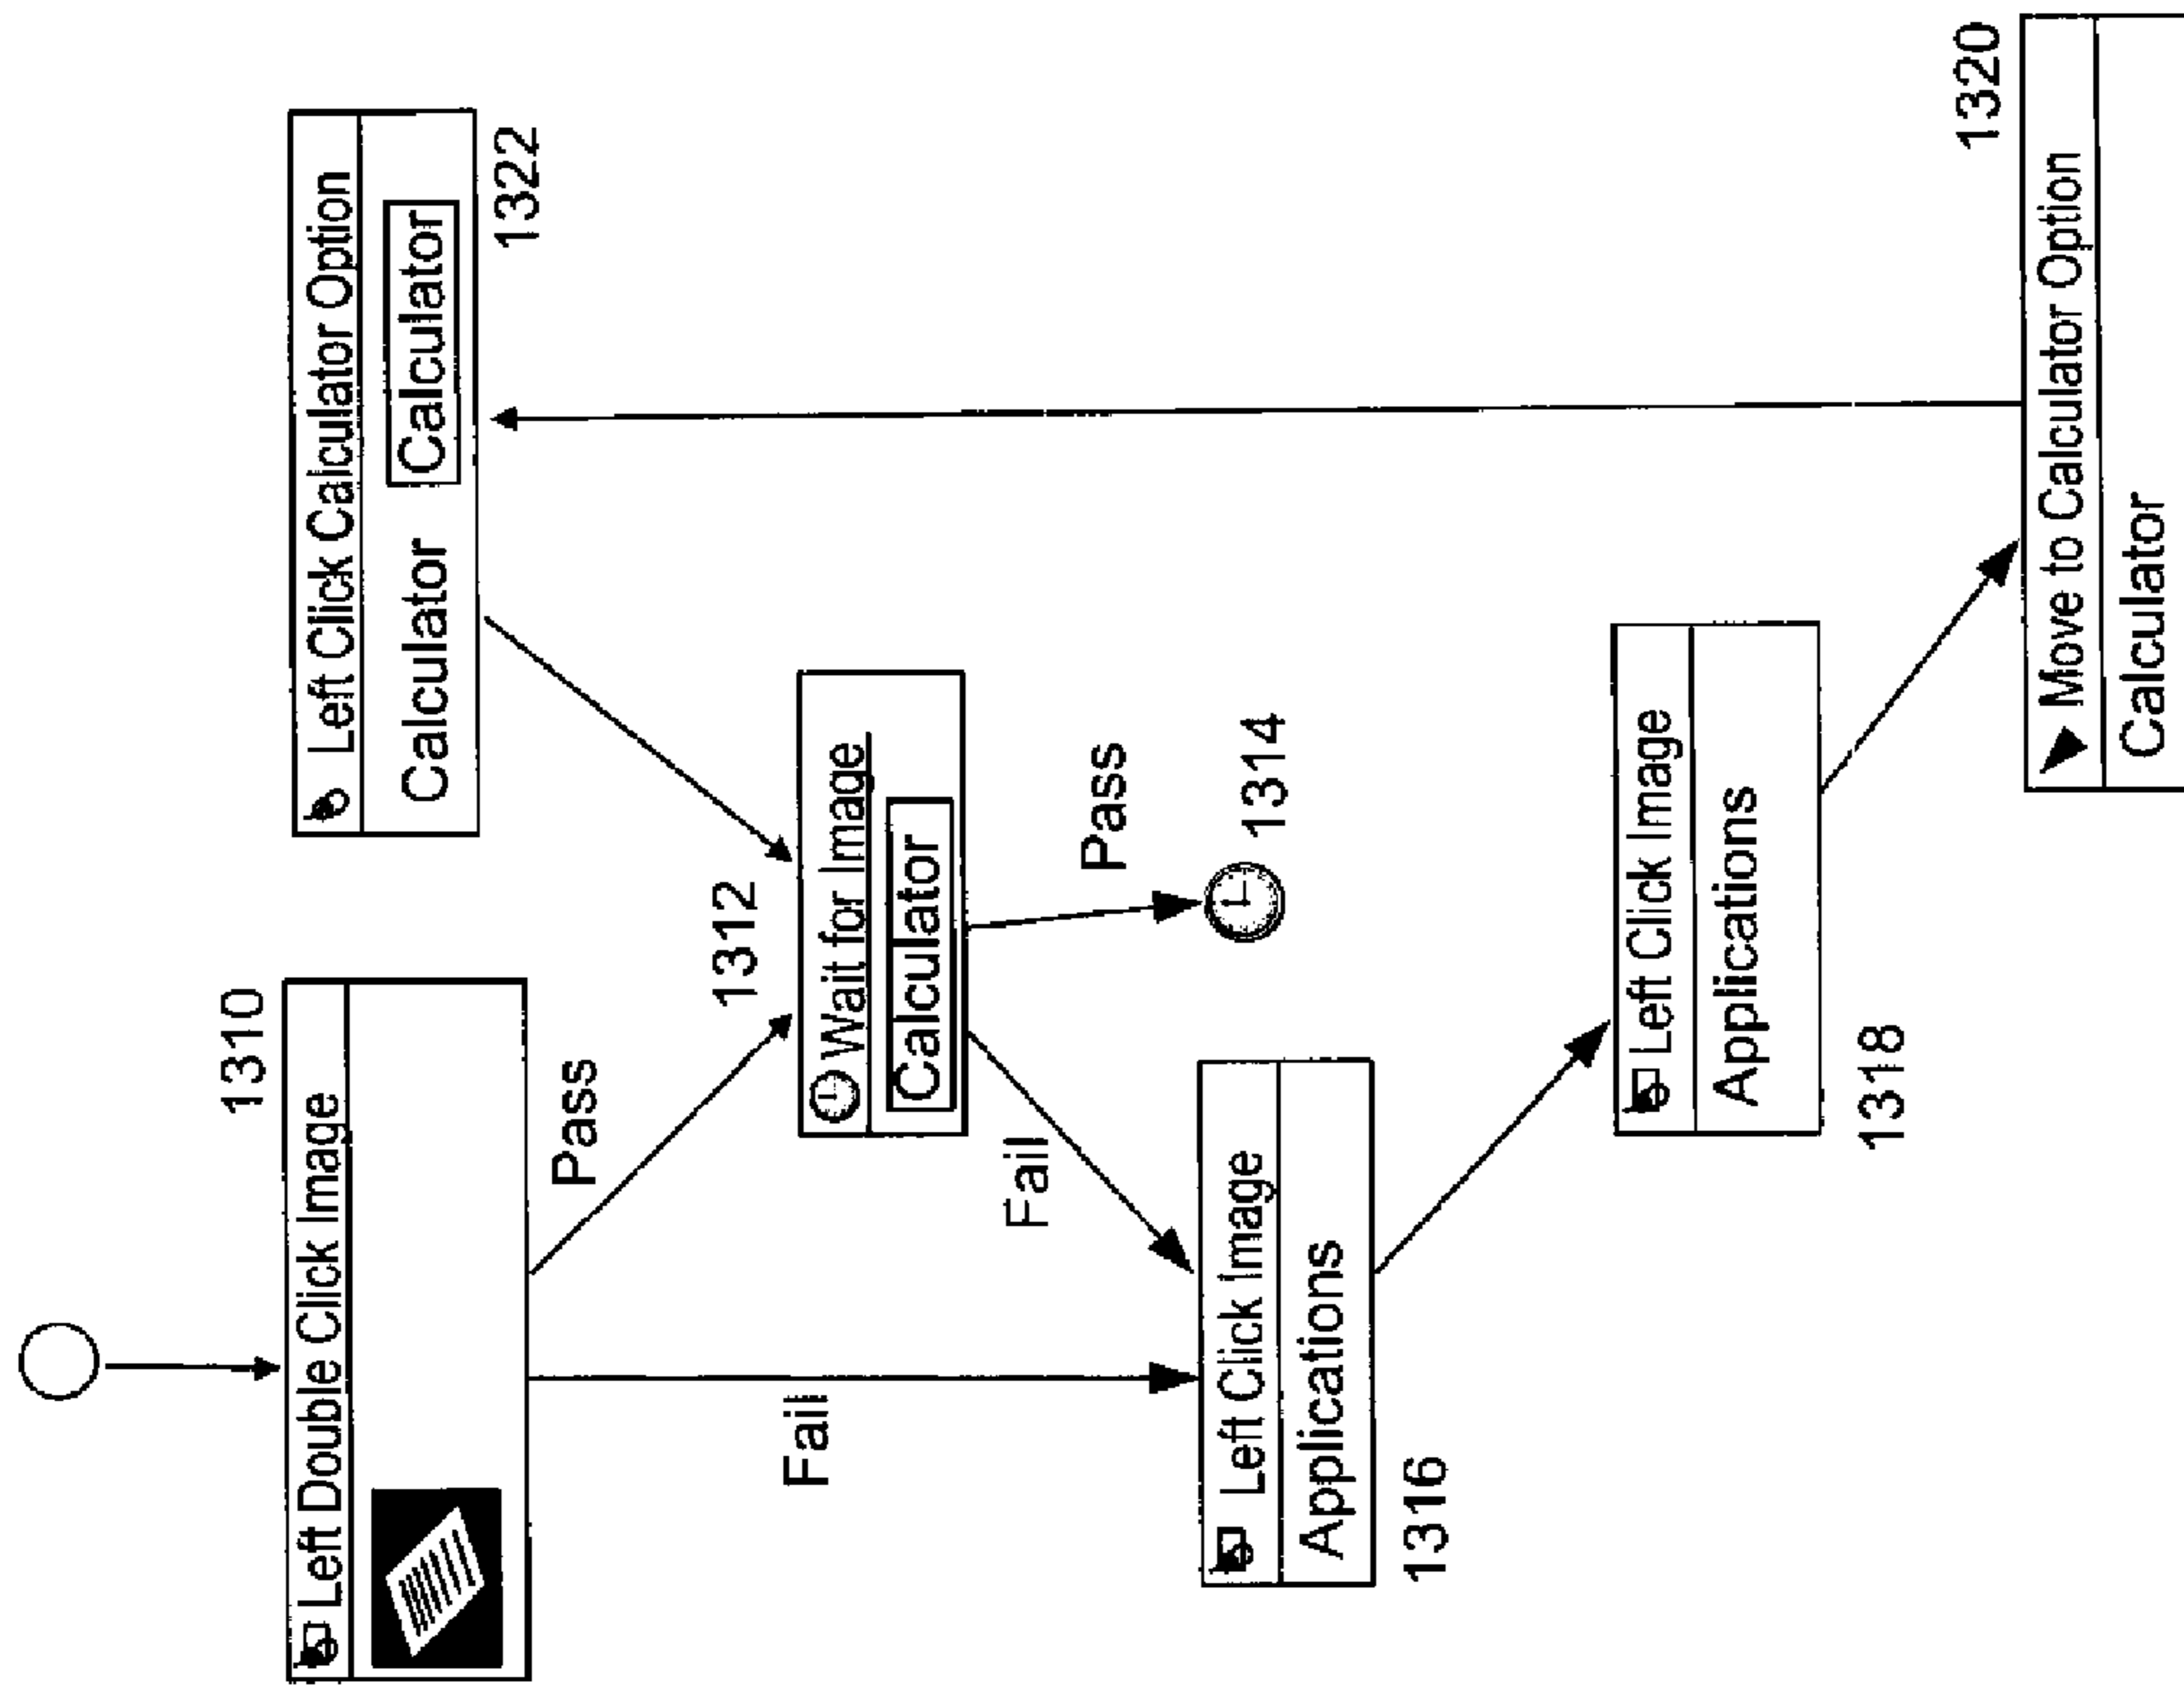 1310
Left Double Click Image
Pass
Fail
1322
Left Click Calculator Option
Calculator Calculator
1312
Wait for Image
Calculator
Pass
1314
Fail
Left Click Image
Applications
1316
Left Click Image
Applications
1318
1320
Move to Calculator Option
Calculator